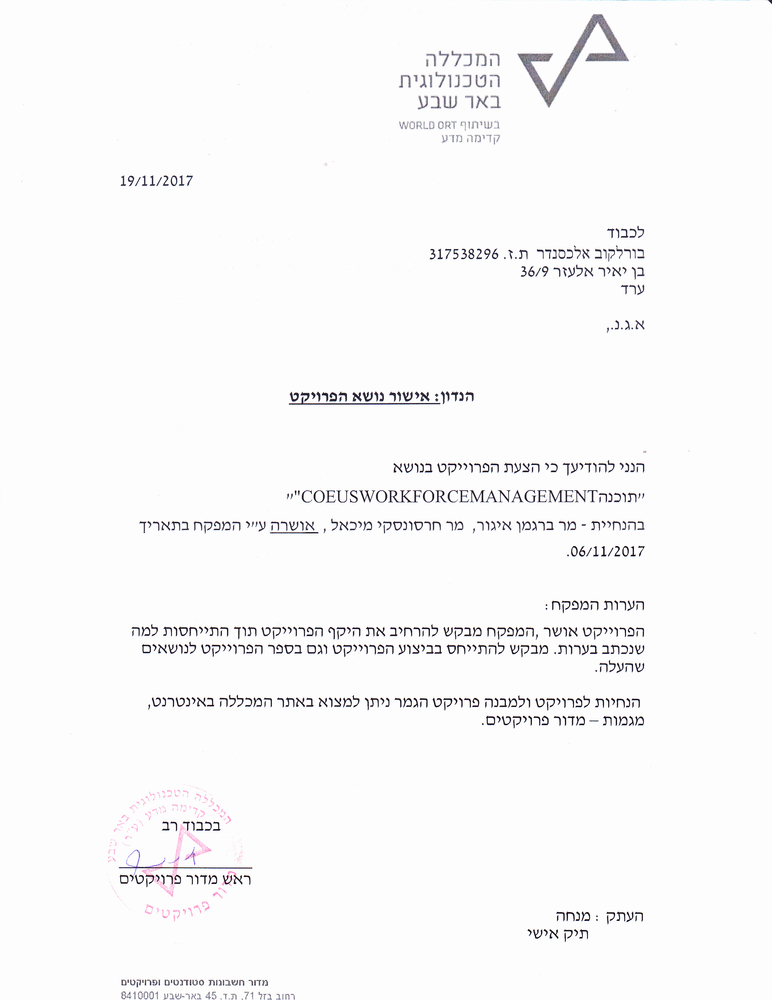 המכללה
הטכנולוגית
באר שבע
בשיתוף WORLD ORT
קדימה מדע
19/11/2017
לכבוד
בורלקוב אלכסנדר ת.ז. 317538296
בן יאיר אלעזר 36/9
ערד
א.ג.נ.,
הנדון: אישור נושא הפרויקט
הנני להודיעך כי הצעת הפרוייקט בנושא
״תוכנהCOEUSWORKFORCEMANAGEMENT"״
בהנחיית - מר ברגמן איגור, מר חרסונסקי מיכאל , אושרה ע״י המפקח בתאריך
06/11/2017.
הערות המפקח:
הפרוייקט אושר ,המפקח מבקש להרחיב את היקף הפרוייקט תוך התייחסות למה
שנכתב בערות. מבקש להתייחס בביצוע הפרוייקט וגם בספר הפרוייקט לנושאים
שהעלה.
הנחיות לפרויקט ולמבנה פרויקט הגמר ניתן למצוא באתר המכללה באינטרנט,
מגמות – מדור פרויקטים.
המכללה הטכנולוגית באר שבע
קדימה מדע (ע"ר)
בכבוד רב
ראש מדור פרויקטים
מדור פרויקטים
העתק : מנחה
תיק אישי
מדור חשבונות סטודנטים ופרויקטים
רחוב בזל 71, ת.ד. 45 באר-שבע 8410001